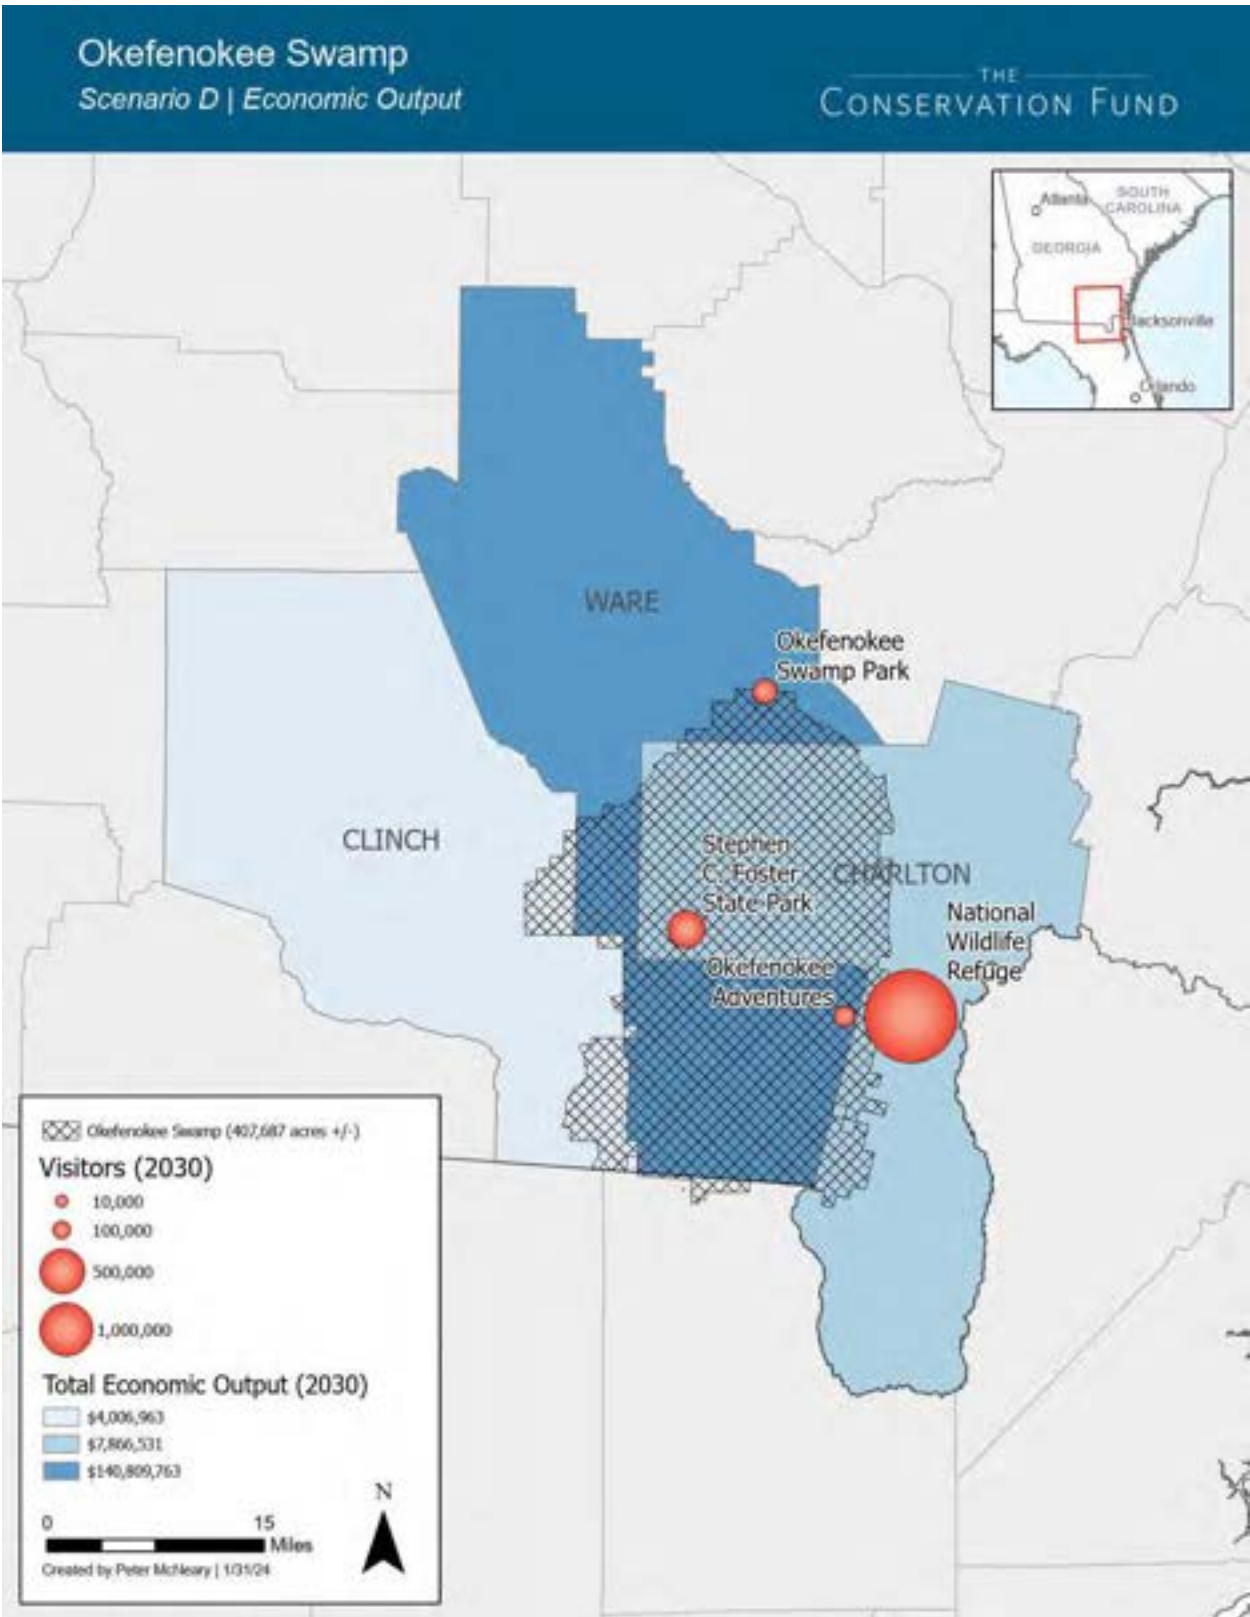 Okefenokee Swamp
Scenario D | Economic Output
THE
CONSERVATION FUND
Atlanta
SOUTH
CAROLINA
GEORGIA
Jacksonville
Orlando
WARE
Okefenokee
Swamp Park
CLINCH
Stephen
C. Foster
State Park
CHARLTON
National
Wildlife
Refuge
Okefenokee
Adventures
Okefenokee Swamp (407,687 acres +/-)
Visitors (2030)
10,000
100,000
500,000
1,000,000
Total Economic Output (2030)
$4,006,963
$7,866,531
$140,809,763
N
0 15
Miles
Created by Peter McNeary | 1/31/24